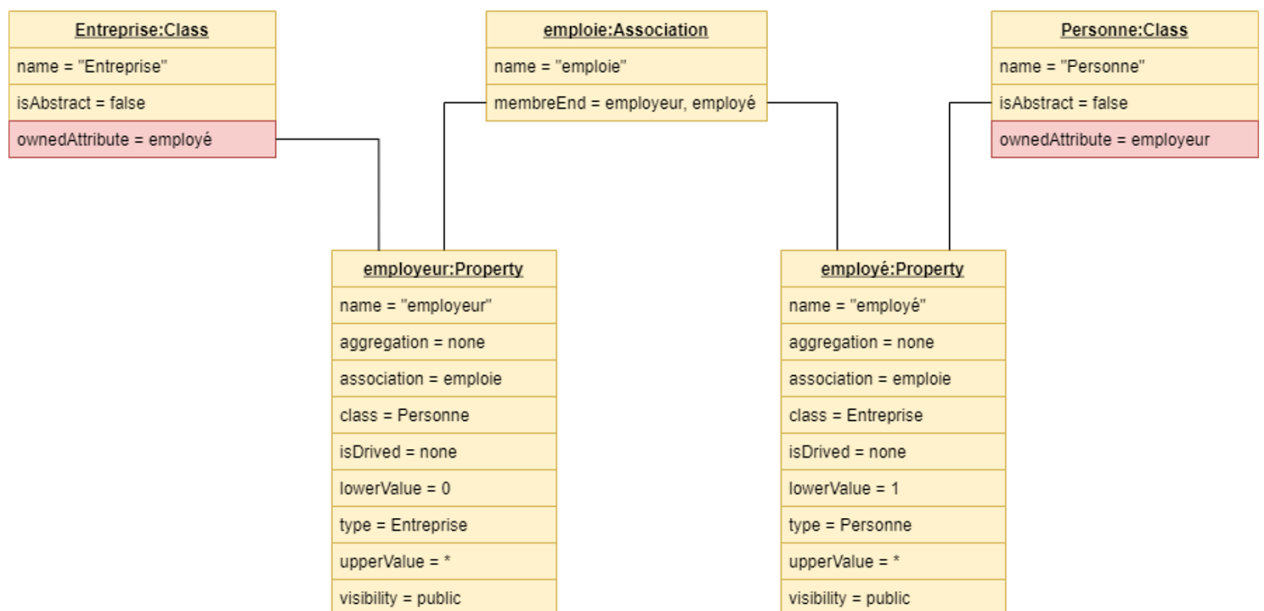 Entreprise:Class
name = "Entreprise"
isAbstract = false
ownedAttribute = employé
emploie:Association
name = "emploie"
membreEnd = employeur, employé
Personne:Class
name = "Personne"
isAbstract = false
ownedAttribute = employeur
employeur:Property
name = "employeur"
aggregation = none
association = emploie
class = Personne
isDrived = none
lowerValue = 0
type = Entreprise
upperValue = *
visibility = public
employé:Property
name = "employé"
aggregation = none
association = emploie
class = Entreprise
isDrived = none
lowerValue = 1
type = Personne
upperValue = *
visibility = public